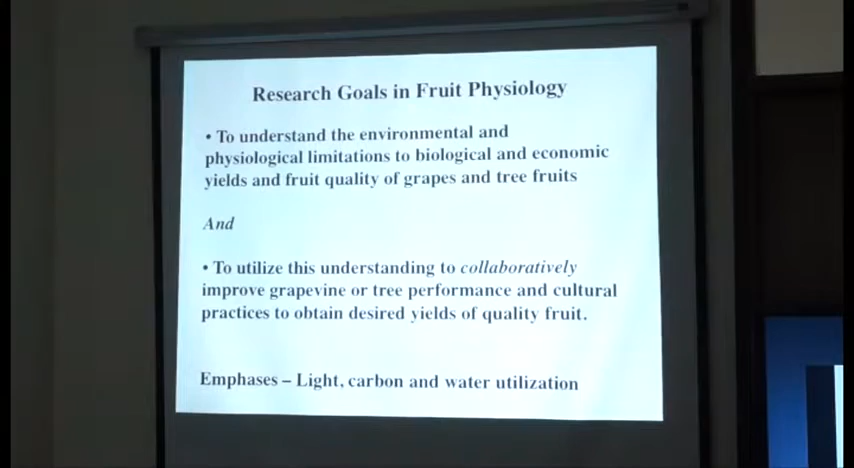 Research Goals in Fruit Physiology
• To understand the environmental and
physiological limitations to biological and economic
yields and fruit quality of grapes and tree fruits
And
• To utilize this understanding to collaboratively
improve grapevine or tree performance and cultural
practices to obtain desired yields of quality fruit.
Emphases – Light, carbon and water utilization